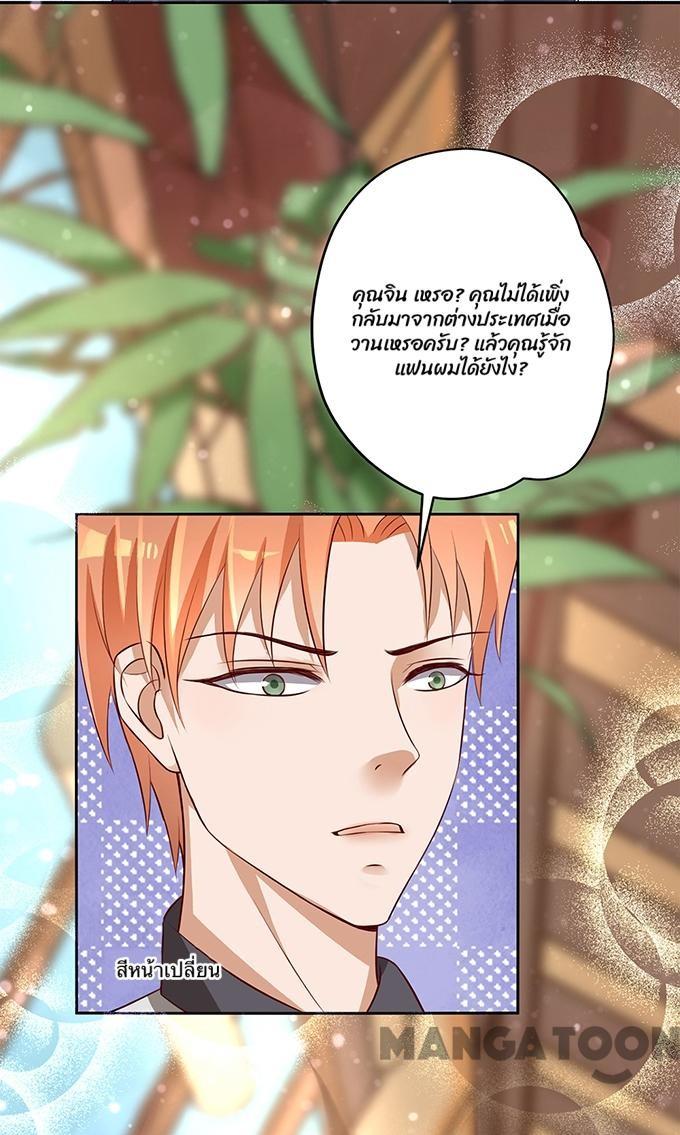 คุณจิน เหรอ? คุณไม่ได้เพิ่ง
กลับมาจากต่างประเทศเมื่อ
วานเหรอครับ? แล้วคุณรู้จัก
แฟนผมได้ยังไง?
สีหน้าเปลี่ยน
MANGATOON